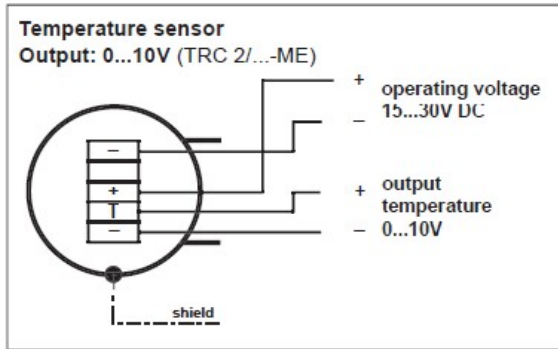 Temperature sensor
Output: 0...10V (TRC 2/...-ME)
+
operating voltage
15...30V DC
–
–
+
T
–
+
output
temperature
–
0...10V
shield